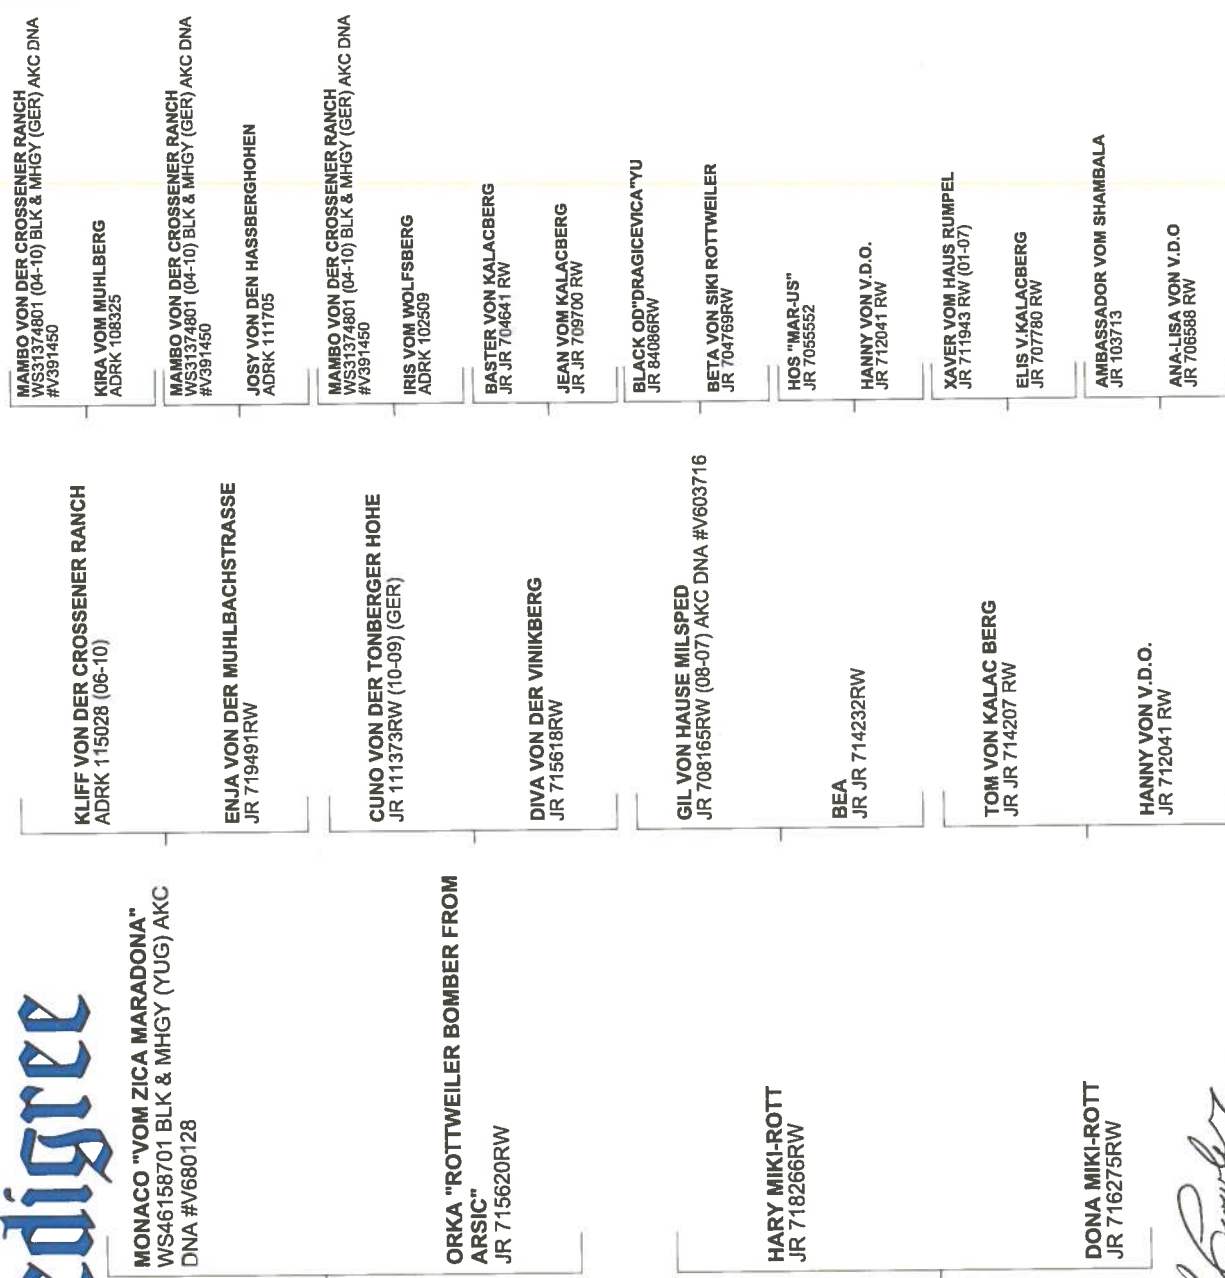 edigree
MONACO "VOM ZICA MARADONA"
WS46158701 BLK & MHGY (YUG) AKC
DNA #V680128
ORKA "ROTTWEILER BOMBER FROM
ARSIC"
JR 715620RW
HARY MIKI-ROTT
JR 718266RW
DONA MIKI-ROTT
JR 716275RW
KLIFF VON DER CROSSENER RANCH
ADRK 115028 (06-10)
ENJA VON DER MUHLBACHSTRASSE
JR 719491RW
CUNO VON DER TONBERGER HOHE
JR 111373RW (10-09) (GER)
DIVA VON DER VINIKBERG
JR 715618RW
GIL VON HAUSE MILSPED
JR 708165RW (08-07) AKC DNA #V603716
BEA
JR JR 714232RW
TOM VON KALAC BERG
JR JR 714207 RW
HANNY VON V.D.O.
JR 712041 RW
MAMBO VON DER CROSSENER RANCH
WS31374801 (04-10) BLK & MHGY (GER) AKC DNA
#V391450
KIRA VOM MUHLBERG
ADRK 108325
MAMBO VON DER CROSSENER RANCH
WS31374801 (04-10) BLK & MHGY (GER) AKC DNA
#V391450
JOSY VON DEN HASSBERGHOHEN
ADRK 111705
MAMBO VON DER CROSSENER RANCH
WS31374801 (04-10) BLK & MHGY (GER) AKC DNA
#V391450
IRIS VOM WOLFSBERG
ADRK 102509
BASTER VON KALACBERG
JR JR 704641 RW
JEAN VOM KALACBERG
JR JR 709700 RW
BLACK OD"DRAGICEVICA"YU
JR 84086RW
BETA VON SIKI ROTTWEILER
JR 704769RW
HOS "MAR-US"
JR 7055552
HANNY VON V.D.O.
JR 712041 RW
XAVER VOM HAUS RUMPEL
JR 711943 RW (01-07)
ELIS V.KALACBERG
JR 707780 RW
AMBASSADOR VOM SHAMBALA
JR 103713
ANA-LISA VON V.D.O
JR 706588 RW